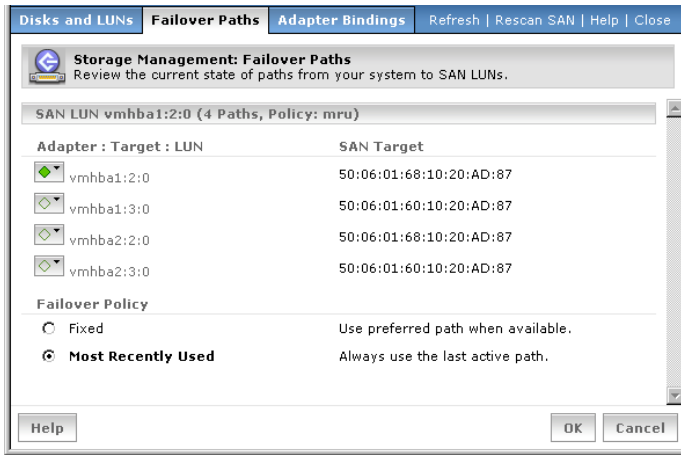 Disks and LUNs Failover Paths Adapter Bindings Refresh | Rescan SAN | Help | Close
Storage Management: Failover Paths
Review the current state of paths from your system to SAN LUNs.
SAN LUN vmhba1:2:0 (4 Paths, Policy: mru)
Adapter : Target : LUN SAN Target
vmhba1:2:0 50:06:01:68:10:20:AD:87
vmhba1:3:0 50:06:01:60:10:20:AD:87
vmhba2:2:0 50:06:01:68:10:20:AD:87
vmhba2:3:0 50:06:01:60:10:20:AD:87
Failover Policy
Fixed Use preferred path when available.
Most Recently Used Always use the last active path.
Help OK Cancel